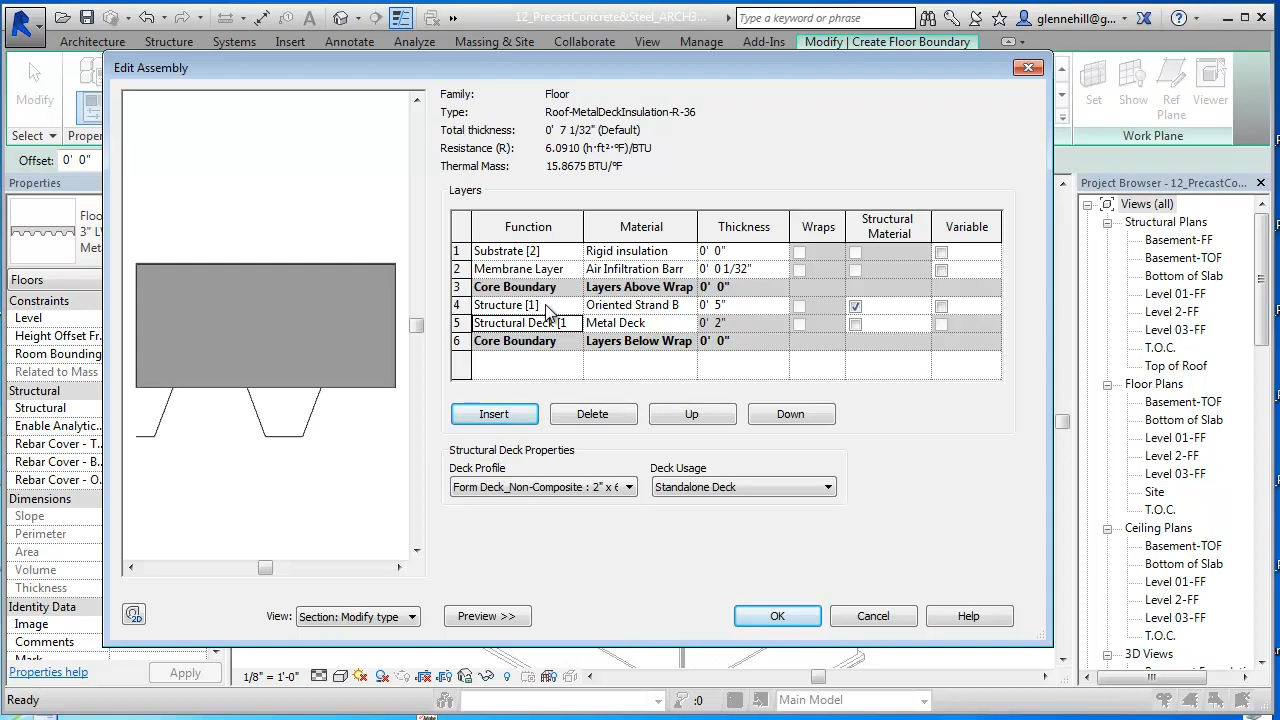 12_PrecastConcrete&Steel_ARCH3...
Type a keyword or phrase
glennehill@g...
Architecture Structure Systems Insert Annotate Analyze Massing & Site Collaborate View Manage Add-Ins Modify | Create Floor Boundary
Edit Assembly
Modify
Select
Proper
Set Show Ref Plane Viewer
Work Plane
Offset: 0' 0"
Properties
Floo
3" LW
Met
Floors
Constraints
Level
Height Offset Fr...
Room Bounding
Related to Mass
Structural
Structural
Enable Analytic...
Rebar Cover - T...
Rebar Cover - B...
Rebar Cover - O...
Dimensions
Slope
Perimeter
Area
Volume
Thickness
Identity Data
Image
Comments
Mark
Properties help
Apply
Family: Floor
Type: Roof-MetalDeckInsulation-R-36
Total thickness: 0' 7 1/32" (Default)
Resistance (R): 6.0910 (h·ft²·°F)/BTU
Thermal Mass: 15.8675 BTU/°F
Layers
Function Material Thickness Wraps Structural Material Variable
1 Substrate [2] Rigid insulation 0' 0"
2 Membrane Layer Air Infiltration Barr 0' 0 1/32"
3 Core Boundary Layers Above Wrap 0' 0"
4 Structure [1] Oriented Strand B 0' 5"
5 Structural Deck [1 Metal Deck 0' 2"
6 Core Boundary Layers Below Wrap 0' 0"
Insert Delete Up Down
Structural Deck Properties
Deck Profile Deck Usage
Form Deck_Non-Composite : 2" x 6 Standalone Deck
View: Section: Modify type Preview >> OK Cancel Help
Project Browser - 12_PrecastCo...
Views (all)
Structural Plans
Basement-FF
Basement-TOF
Bottom of Slab
Level 01-FF
Level 2-FF
Level 03-FF
T.O.C.
Top of Roof
Floor Plans
Basement-TOF
Bottom of Slab
Level 01-FF
Level 2-FF
Level 03-FF
Site
T.O.C.
Ceiling Plans
Basement-TOF
Bottom of Slab
Level 01-FF
Level 2-FF
Level 03-FF
T.O.C.
3D Views
1/8" = 1'-0"
Ready
:0
Main Model